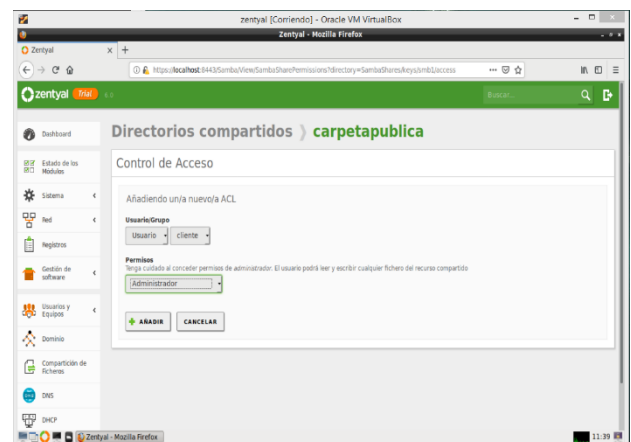 zentyal [Corriendo] - Oracle VM VirtualBox
Zentyal - Mozilla Firefox
Zentyal
https://localhost:8443/Samba/View/SambaSharePermissions?directory=SambaShares/keys/smb1/access
zentyal Trial 6.0
Buscar...
Directorios compartidos carpetapublica
Dashboard
Control de Acceso
Estado de los
Módulos
Sistema
Añadiendo un/a nuevo/a ACL
Red
Usuario/Grupo
Usuario cliente
Registros
Permisos
Tenga cuidado al conceder permisos de administrador. El usuario podrá leer y escribir cualquier fichero del recurso compartido
Gestión de
software
Administrador
Usuarios y
Equipos
AÑADIR CANCELAR
Dominio
Compartición de
Ficheros
DNS
DHCP
Zentyal - Mozilla Firefox
11:39